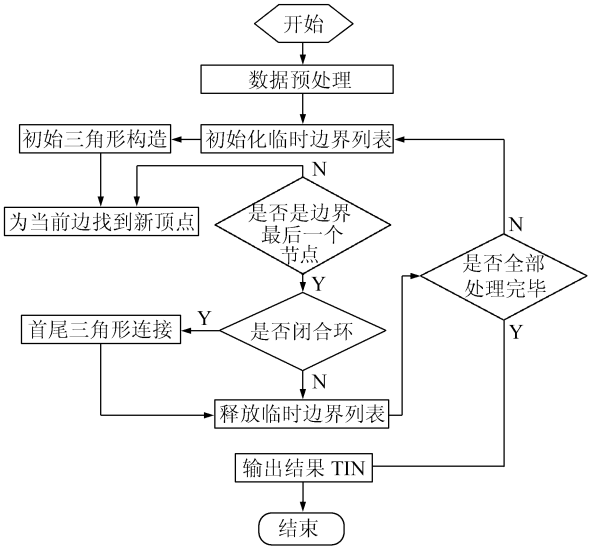 开始
数据预处理
初始三角形构造
初始化临时边界列表
N
为当前边找到新顶点
是否是边界
最后一个
节点
N
是否全部
处理完毕
Y
Y
首尾三角形连接
Y
是否闭合环
N
释放临时边界列表
输出结果 TIN
结束